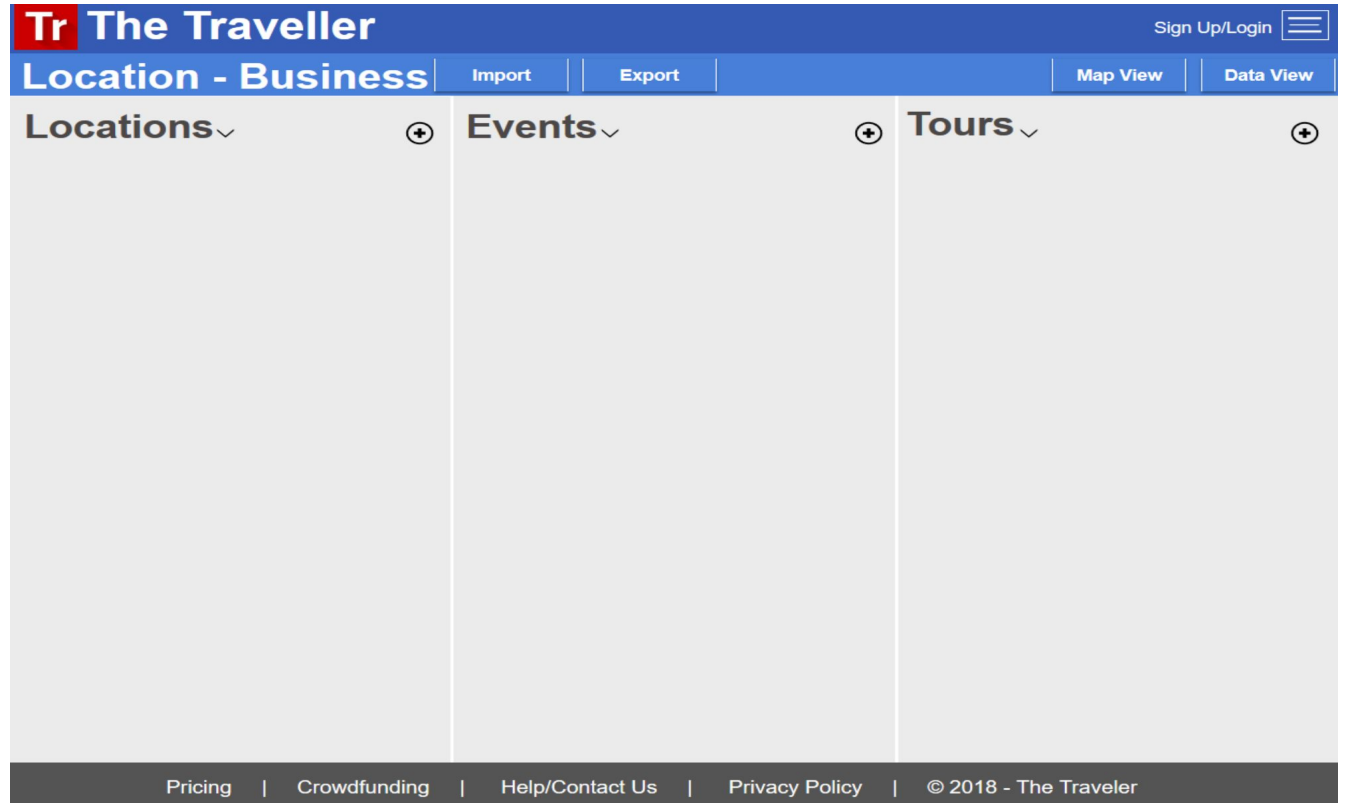 Tr The Traveller Sign Up/Login
Location - Business Import Export Map View Data View
Locations Events Tours
Pricing | Crowdfunding | Help/Contact Us | Privacy Policy | © 2018 - The Traveler